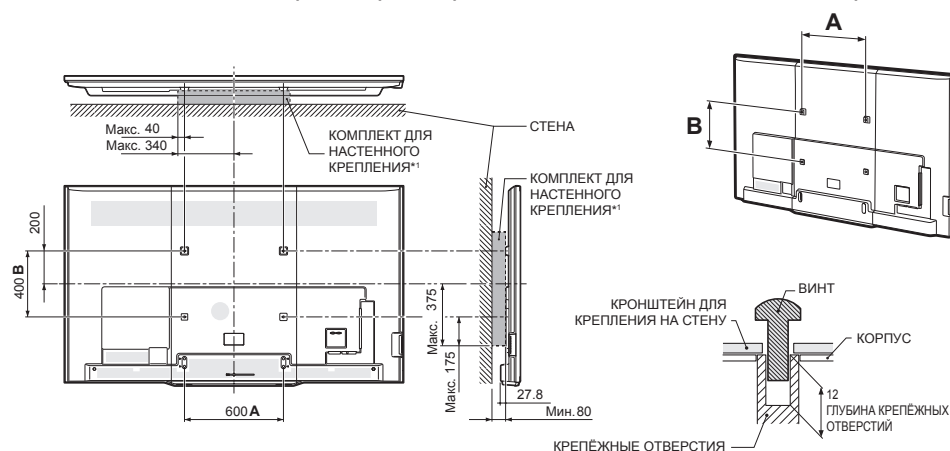 A
B
Макс. 40
Макс. 340
КОМПЛЕКТ ДЛЯ
НАСТЕННОГО
КРЕПЛЕНИЯ*1
СТЕНА
КОМПЛЕКТ ДЛЯ
НАСТЕННОГО
КРЕПЛЕНИЯ*1
200
400 B
Макс. 375
Макс. 175
600 A
27.8
Мин. 80
ВИНТ
КРОНШТЕЙН ДЛЯ
КРЕПЛЕНИЯ НА СТЕНУ
КОРПУС
12
ГЛУБИНА КРЕПЁЖНЫХ
ОТВЕРСТИЙ
КРЕПЁЖНЫЕ ОТВЕРСТИЯ